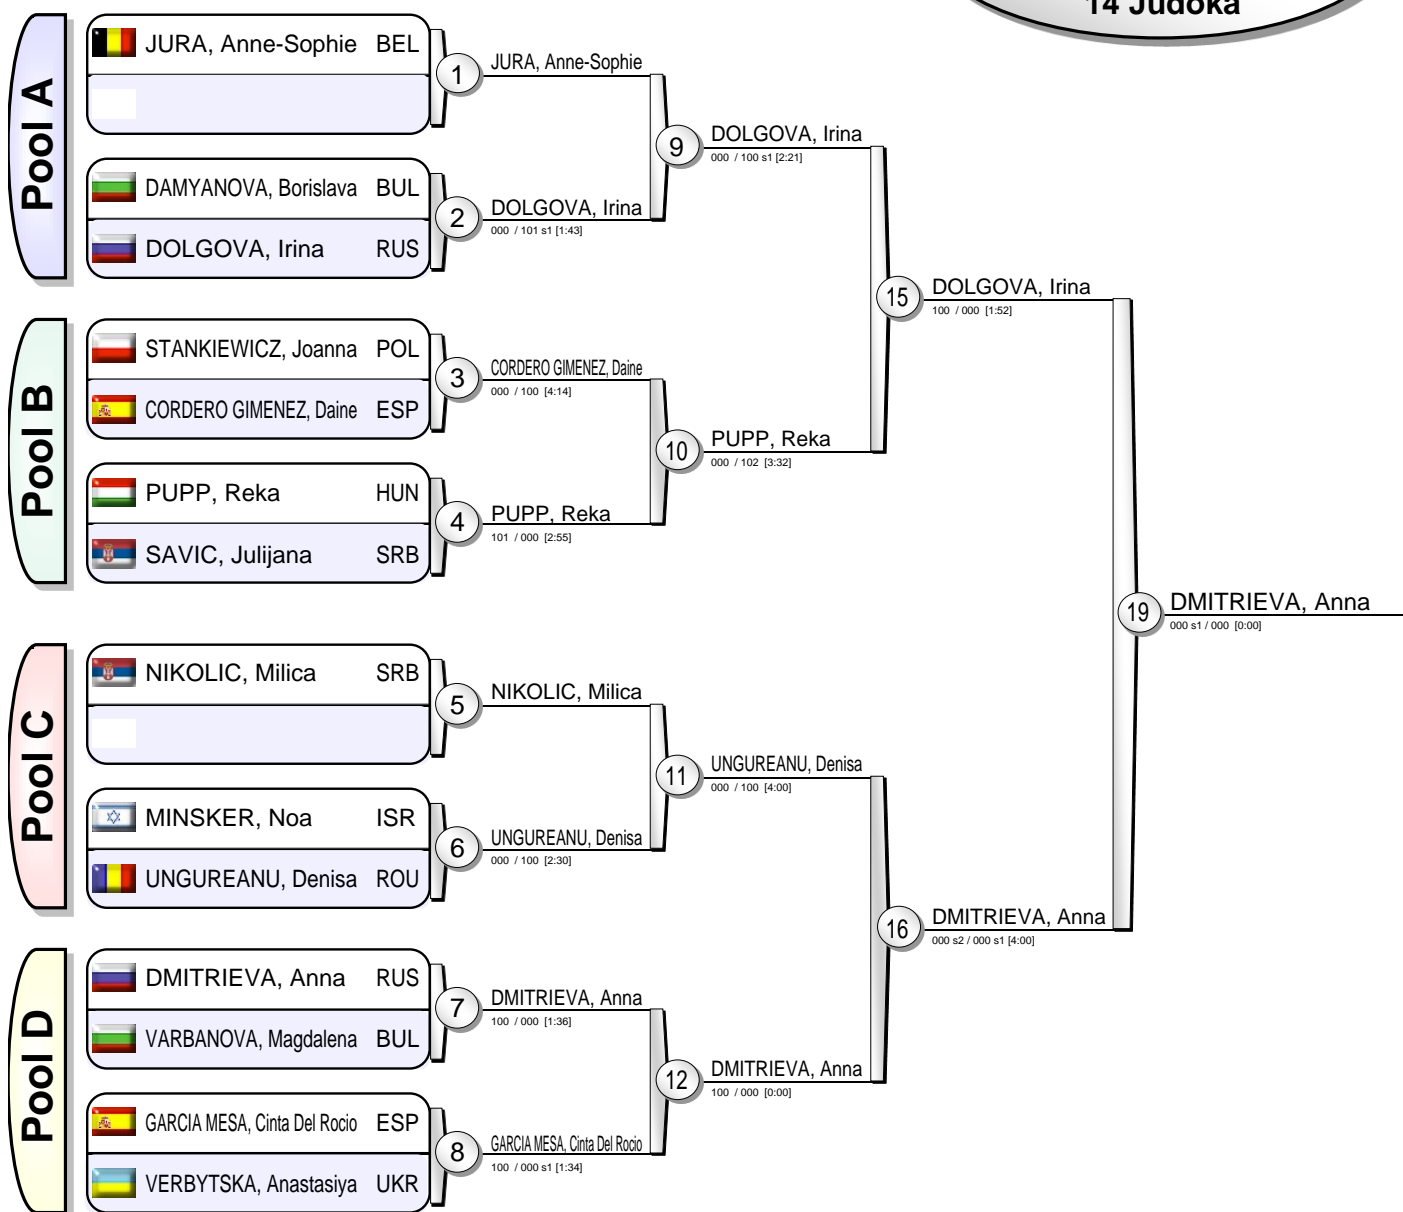 14 Judoka
Pool A
JURA, Anne-Sophie BEL
1
JURA, Anne-Sophie
DAMYANOVA, Borislava BUL
DOLGOVA, Irina RUS
2
DOLGOVA, Irina
000 / 101 s1 [1:43]
9
DOLGOVA, Irina
000 / 100 s1 [2:21]
Pool B
STANKIEWICZ, Joanna POL
CORDERO GIMENEZ, Daine ESP
3
CORDERO GIMENEZ, Daine
000 / 100 [4:14]
PUPP, Reka HUN
SAVIC, Julijana SRB
4
PUPP, Reka
101 / 000 [2:55]
10
PUPP, Reka
000 / 102 [3:32]
15
DOLGOVA, Irina
100 / 000 [1:52]
Pool C
NIKOLIC, Milica SRB
5
NIKOLIC, Milica
MINSKER, Noa ISR
UNGUREANU, Denisa ROU
6
UNGUREANU, Denisa
000 / 100 [2:30]
11
UNGUREANU, Denisa
000 / 100 [4:00]
Pool D
DMITRIEVA, Anna RUS
VARBANOVA, Magdalena BUL
7
DMITRIEVA, Anna
100 / 000 [1:36]
GARCIA MESA, Cinta Del Rocio ESP
VERBYTSKA, Anastasiya UKR
8
GARCIA MESA, Cinta Del Rocio
100 / 000 s1 [1:34]
12
DMITRIEVA, Anna
100 / 000 [0:00]
16
DMITRIEVA, Anna
000 s2 / 000 s1 [4:00]
19
DMITRIEVA, Anna
000 s1 / 000 [0:00]